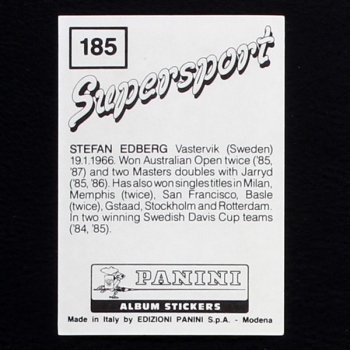 185
Supersport
STEFAN EDBERG Vastervik (Sweden)
19.1.1966. Won Australian Open twice ('85,
'87) and two Masters doubles with Jarryd
('85, '86). Has also won singles titles in Milan,
Memphis (twice), San Francisco, Basle
(twice), Gstaad, Stockholm and Rotterdam.
In two winning Swedish Davis Cup teams
('84, '85).
PANINI
ALBUM STICKERS
Made in Italy by EDIZIONI PANINI S.p.A. - Modena